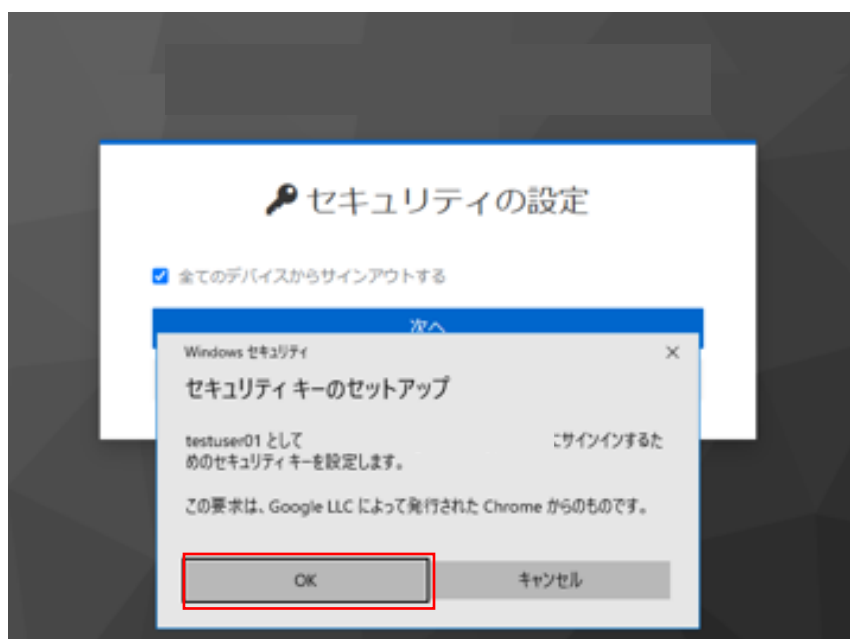 セキュリティの設定
全てのデバイスからサインアウトする
次へ
Windows セキュリティ
セキュリティ キーのセットアップ
testuser01 として にサインインするた
めのセキュリティ キーを設定します。
この要求は、Google LLC によって発行された Chrome からのものです。
OK キャンセル